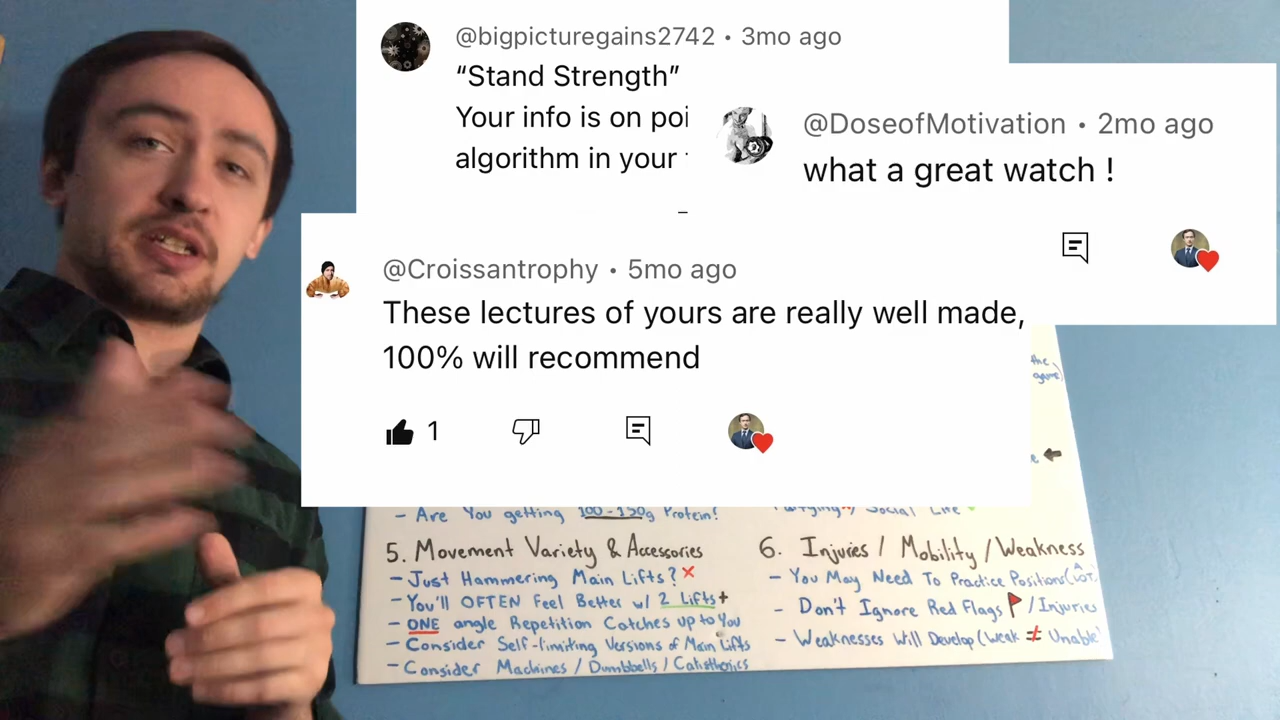 @bigpicturegains2742 • 3mo ago
“Stand Strength”
Your info is on poi
algorithm in your
@DoseofMotivation • 2mo ago
what a great watch !
@Croissantrophy • 5mo ago
These lectures of yours are really well made,
100% will recommend
1
the
game)
- Are You getting 100-150g Protein?
Social Life
5. Movement Variety & Accessories
- Just Hammering Main Lifts? ✗
- You'll OFTEN Feel Better w/ 2 Lifts+
- ONE angle Repetition Catches up to You
- Consider Self-limiting Versions of Main Lifts
- Consider Machines / Dumbbells / Calisthenics
6. Injuries / Mobility / Weakness
- You May Need To Practice Positions
- Don't Ignore Red Flags / Injuries
- Weaknesses Will Develop (Weak ≠ Unable)